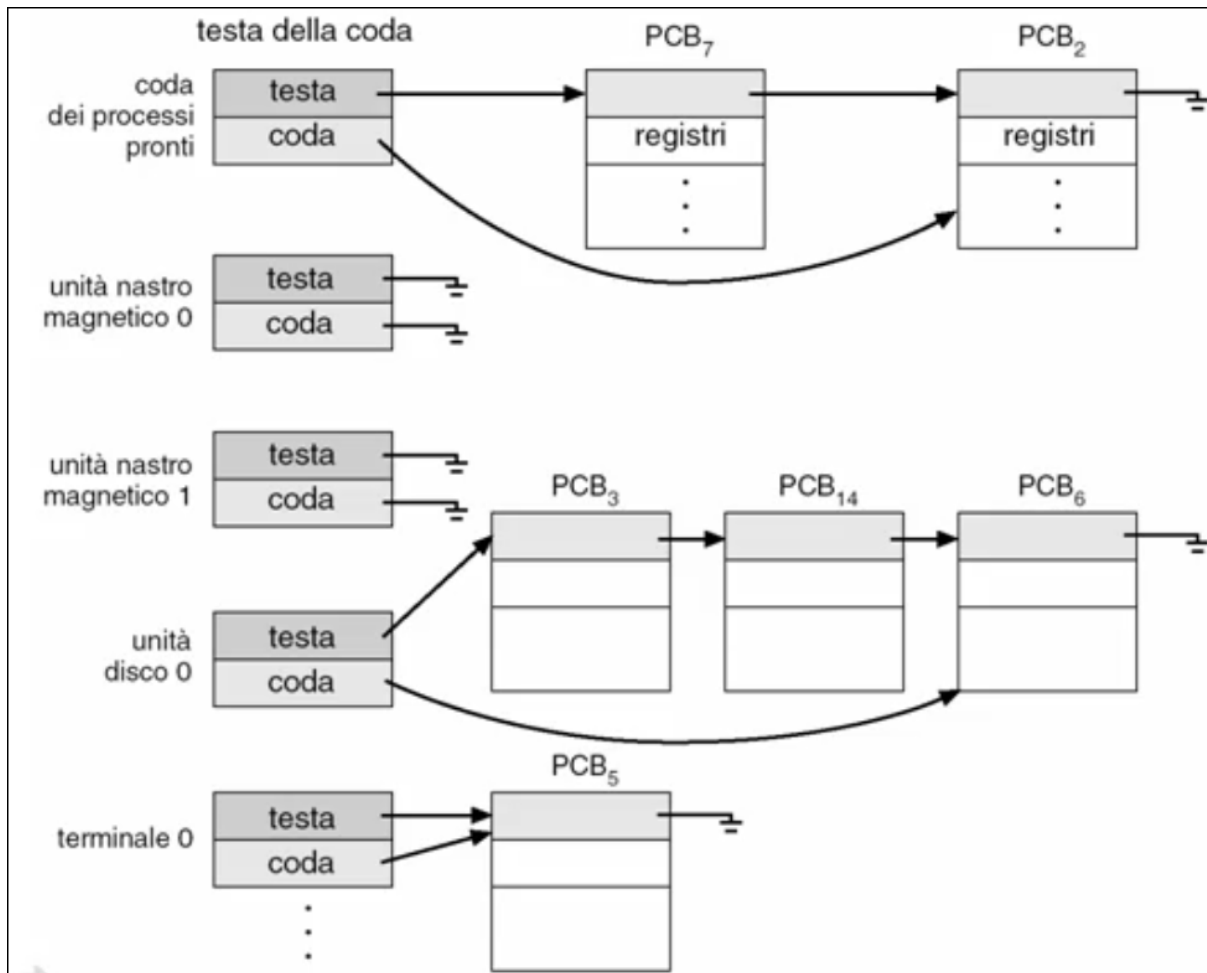 testa della coda
PCB7
PCB2
coda
dei processi
pronti
testa
coda
registri
registri
unità nastro
magnetico 0
testa
coda
unità nastro
magnetico 1
testa
coda
PCB3
PCB14
PCB6
unità
disco 0
testa
coda
PCB5
terminale 0
testa
coda